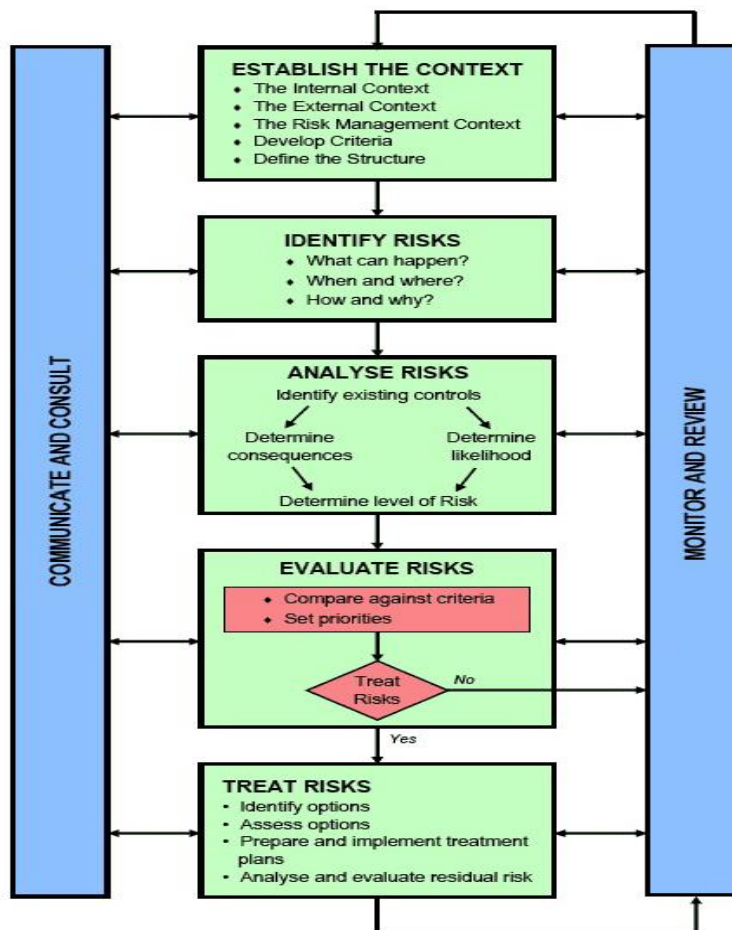 ESTABLISH THE CONTEXT
♦ The Internal Context
♦ The External Context
♦ The Risk Management Context
♦ Develop Criteria
♦ Define the Structure
IDENTIFY RISKS
♦ What can happen?
♦ When and where?
♦ How and why?
ANALYSE RISKS
Identify existing controls
Determine
consequences
Determine
likelihood
Determine level of Risk
EVALUATE RISKS
♦ Compare against criteria
♦ Set priorities
Treat
Risks
No
Yes
TREAT RISKS
• Identify options
• Assess options
• Prepare and implement treatment
plans
• Analyse and evaluate residual risk
COMMUNICATE AND CONSULT
MONITOR AND REVIEW